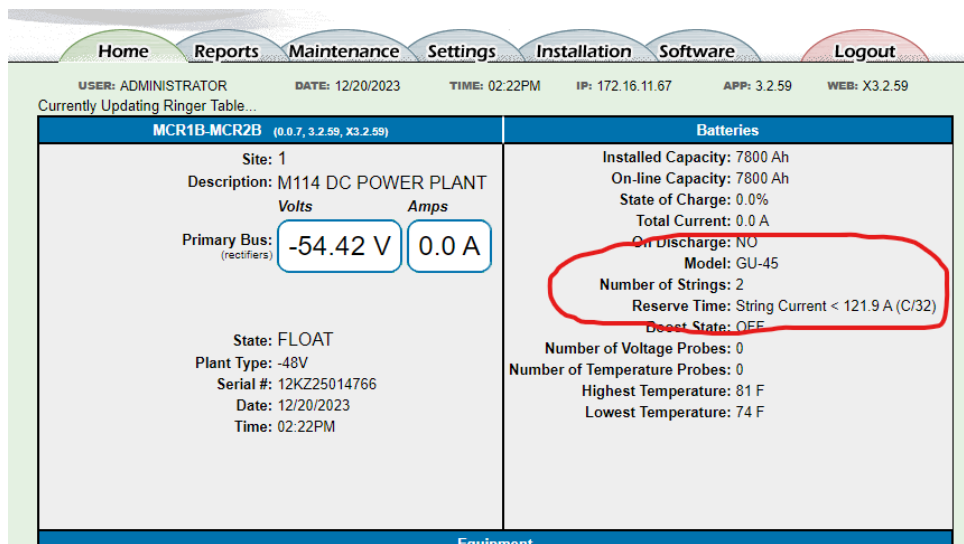 Home Reports Maintenance Settings Installation Software Logout
USER: ADMINISTRATOR DATE: 12/20/2023 TIME: 02:22PM IP: 172.16.11.67 APP: 3.2.59 WEB: X3.2.59
Currently Updating Ringer Table...
MCR1B-MCR2B (0.0.7, 3.2.59, X3.2.59)
Site: 1
Description: M114 DC POWER PLANT
Volts Amps
Primary Bus: -54.42 V 0.0 A
(rectifiers)
State: FLOAT
Plant Type: -48V
Serial #: 12KZ25014766
Date: 12/20/2023
Time: 02:22PM
Batteries
Installed Capacity: 7800 Ah
On-line Capacity: 7800 Ah
State of Charge: 0.0%
Total Current: 0.0 A
On Discharge: NO
Model: GU-45
Number of Strings: 2
Reserve Time: String Current < 121.9 A (C/32)
Boost State: OFF
Number of Voltage Probes: 0
Number of Temperature Probes: 0
Highest Temperature: 81 F
Lowest Temperature: 74 F
Equipment